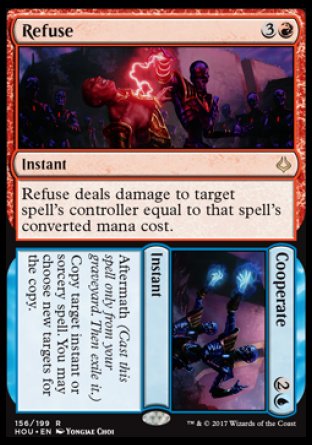 Refuse 3
Instant
Refuse deals damage to target
spell's controller equal to that spell's
converted mana cost.
Cooperate 2
Instant
Aftermath (Cast this
spell only from your
graveyard. Then exile it.)
Copy target instant or
sorcery spell. You may
choose new targets for
the copy.
156/199 R
HOU • EN YONGJAE CHOI
™ & © 2017 Wizards of the Coast